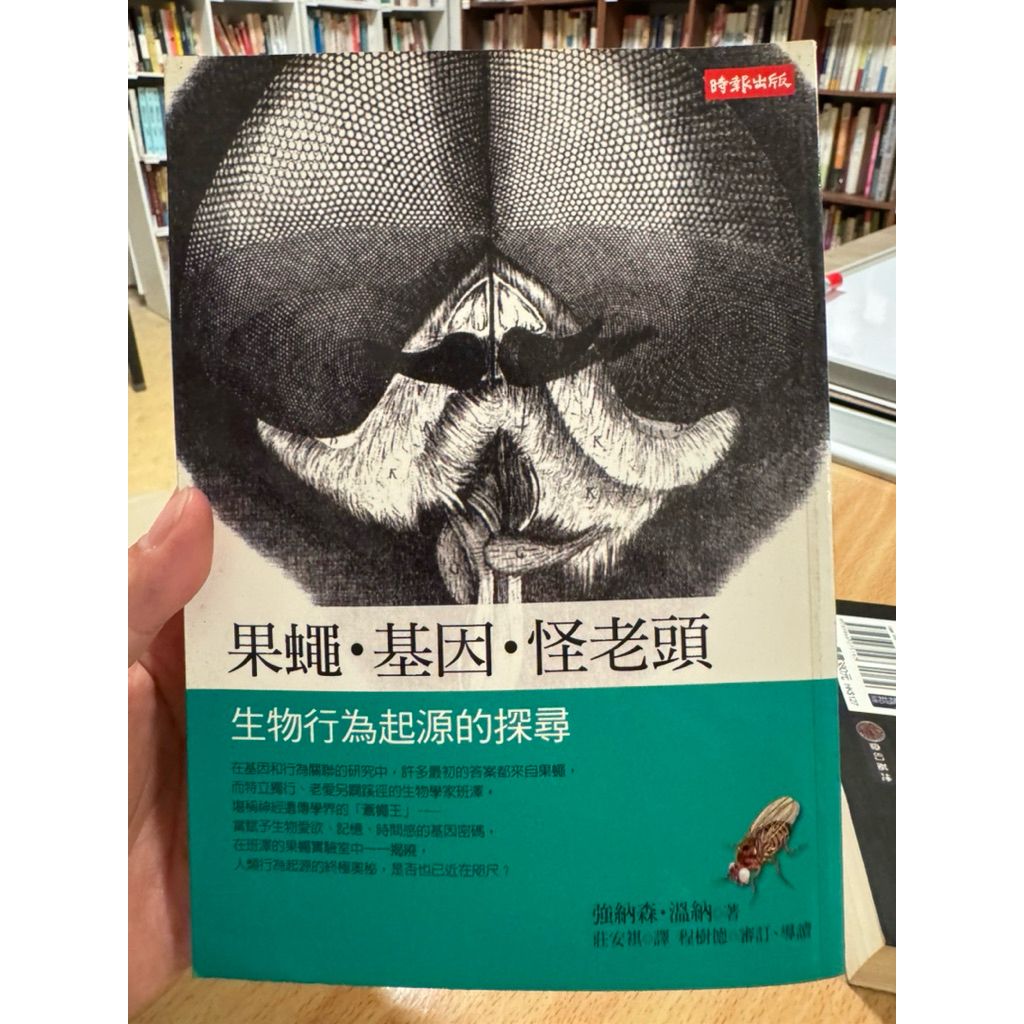 時報出版
果蠅·基因·怪老頭
生物行為起源的探尋
在基因和行為關聯的研究中，許多最初的答案都來自果蠅，
而特立獨行、老愛另闢蹊徑的生物學家班澤，
堪稱神經遺傳學界的「蒼蠅王」——
當賦予生物愛欲、記憶、時間感的基因密碼，
在班澤的果蠅實驗室中一一揭曉，
人類行為起源的終極奧秘，是否也已近在咫尺？
強納森·溫納◎著
莊安祺◎譯 程樹德◎審訂、導讀